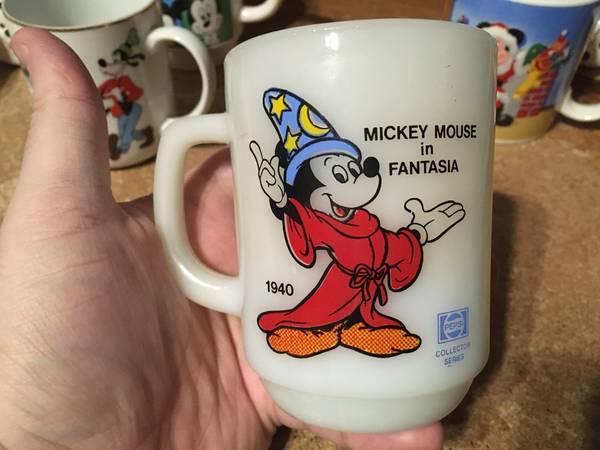 MICKEY MOUSE
in
FANTASIA
1940
PEPSI
COLLECTOR
SERIES